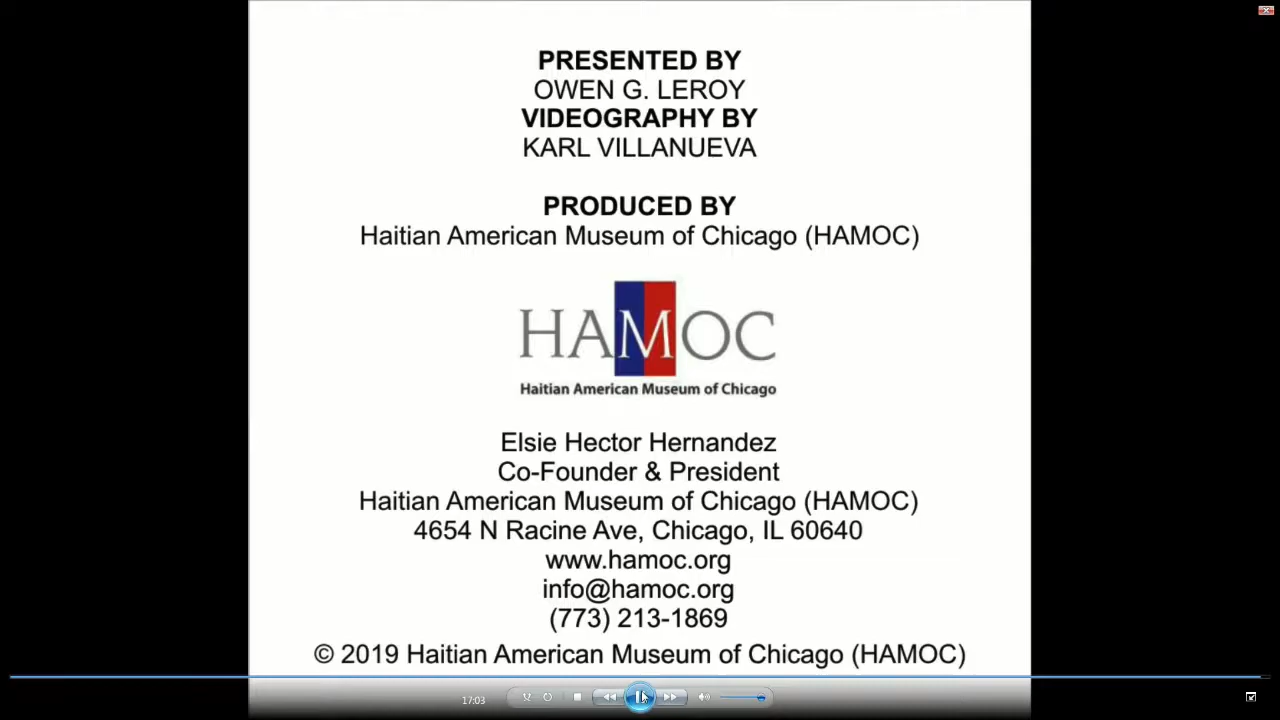 PRESENTED BY
OWEN G. LEROY
VIDEOGRAPHY BY
KARL VILLANUEVA
PRODUCED BY
Haitian American Museum of Chicago (HAMOC)
HAMOC
Haitian American Museum of Chicago
Elsie Hector Hernandez
Co-Founder & President
Haitian American Museum of Chicago (HAMOC)
4654 N Racine Ave, Chicago, IL 60640
www.hamoc.org
info@hamoc.org
(773) 213-1869
© 2019 Haitian American Museum of Chicago (HAMOC)
17:03